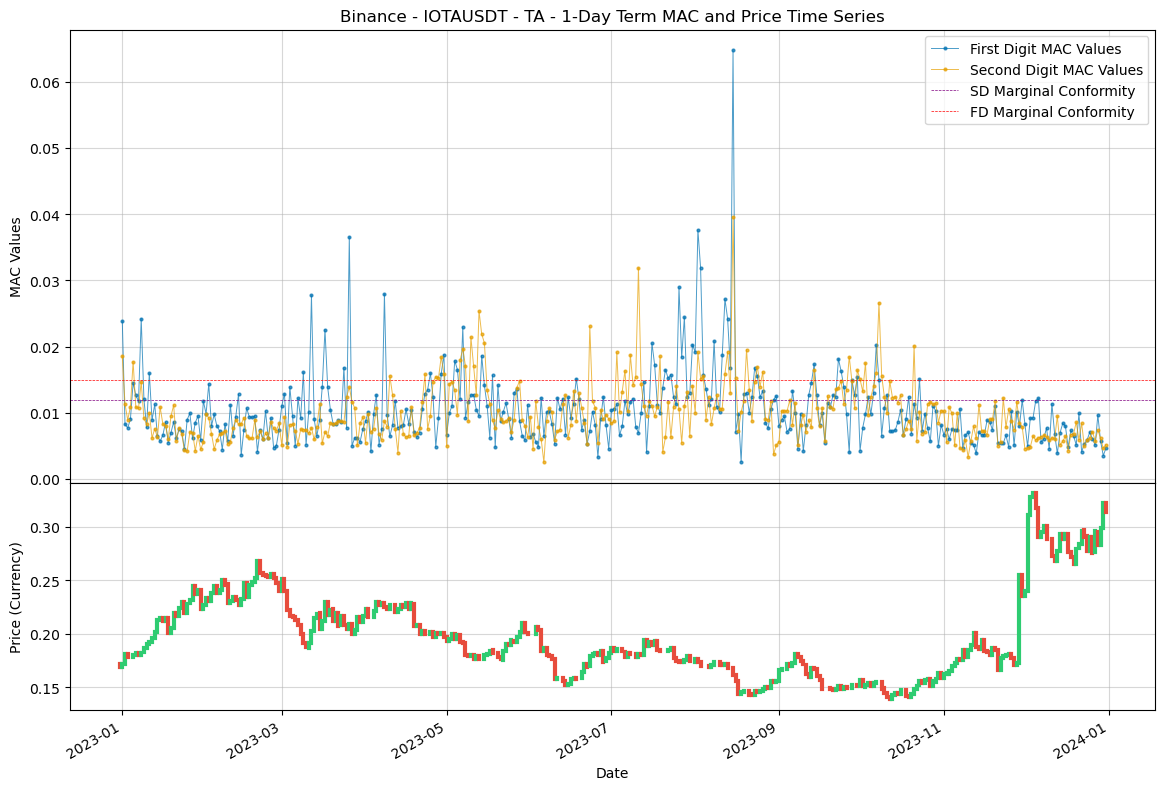 Binance - IOTAUSDT - TA - 1-Day Term MAC and Price Time Series
First Digit MAC Values
Second Digit MAC Values
SD Marginal Conformity
FD Marginal Conformity
MAC Values
0.06
0.05
0.04
0.03
0.02
0.01
0.00
Price (Currency)
0.30
0.25
0.20
0.15
2023-01
2023-03
2023-05
2023-07
2023-09
2023-11
2024-01
Date